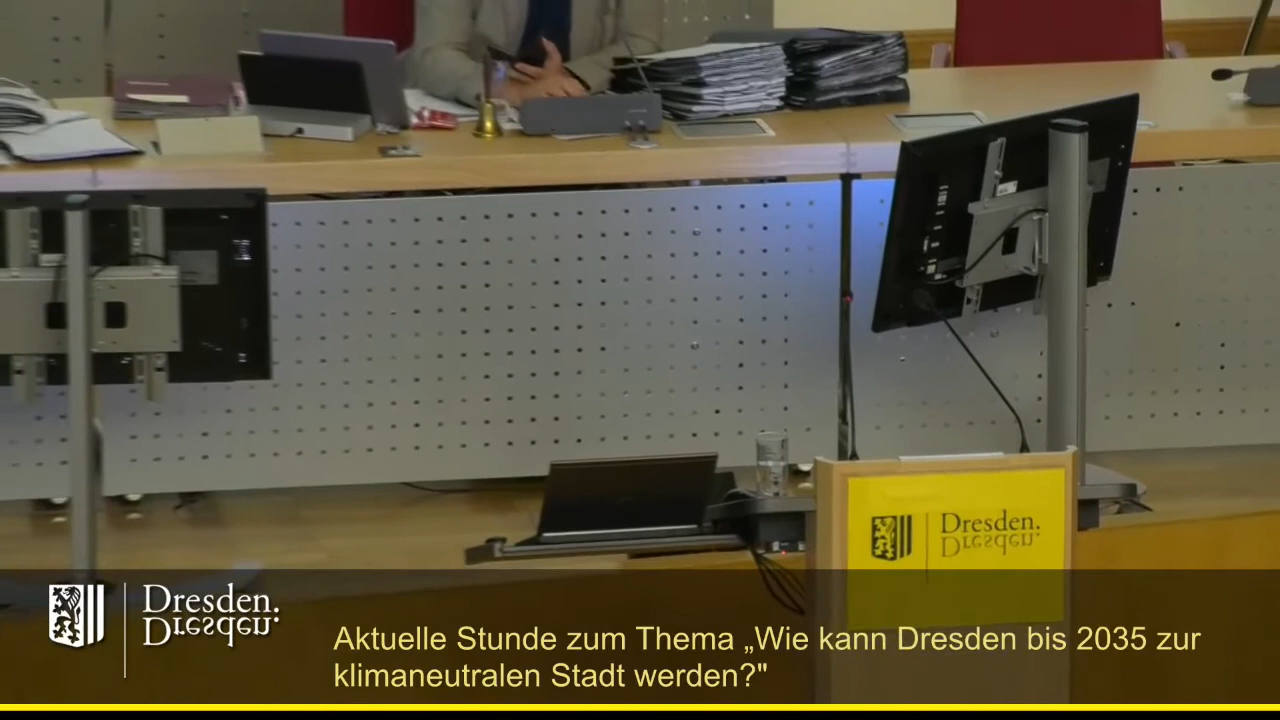 Dresden.
Dresden.
Dresden.
Dresden.
Aktuelle Stunde zum Thema „Wie kann Dresden bis 2035 zur
klimaneutralen Stadt werden?"